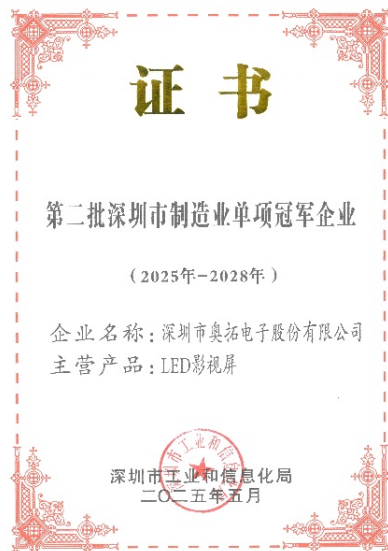 证书
第二批深圳市制造业单项冠军企业
（2025年-2028年）
企业名称：深圳市奥拓电子股份有限公司
主营产品：LED影视屏
深圳市工业和信息化局
二〇二五年五月